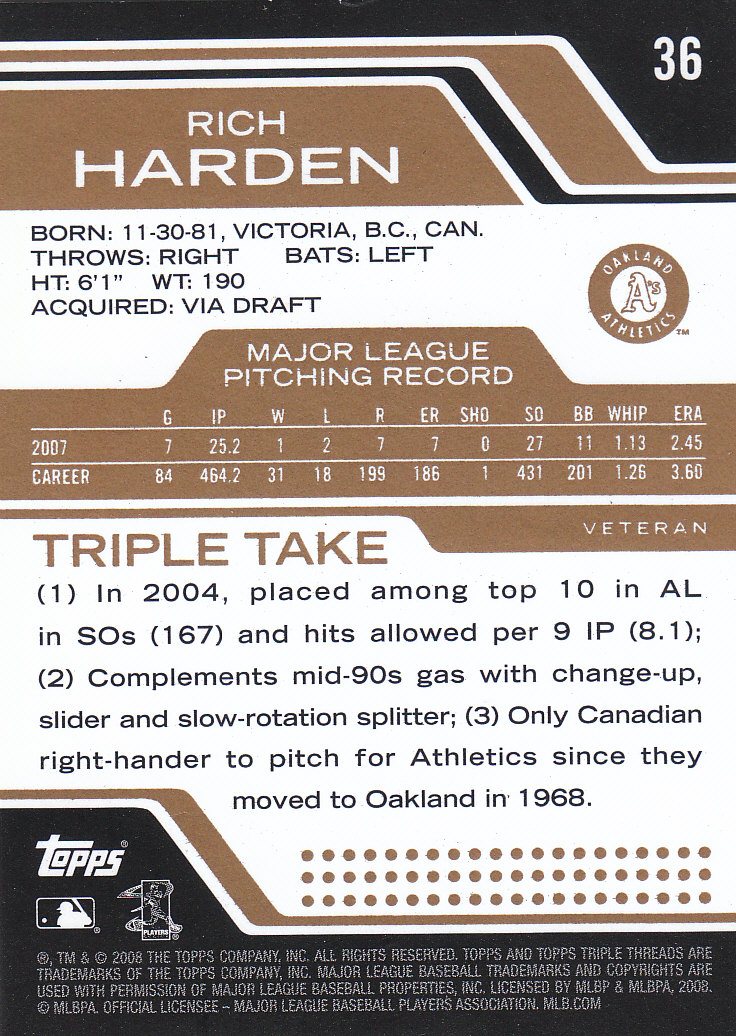 36
RICH
HARDEN
BORN: 11-30-81, VICTORIA, B.C., CAN.
THROWS: RIGHT BATS: LEFT
HT: 6'1" WT: 190
ACQUIRED: VIA DRAFT
OAKLAND
A's
ATHLETICS™
MAJOR LEAGUE
PITCHING RECORD
G IP W L R ER SHO SO BB WHIP ERA
2007 7 25.2 1 2 7 7 0 27 11 1.13 2.45
CAREER 84 464.2 31 18 199 186 1 431 201 1.26 3.60
VETERAN
TRIPLE TAKE
(1) In 2004, placed among top 10 in AL
in SOs (167) and hits allowed per 9 IP (8.1);
(2) Complements mid-90s gas with change-up,
slider and slow-rotation splitter; (3) Only Canadian
right-hander to pitch for Athletics since they
moved to Oakland in 1968.
Topps®
®
PLAYERS
®
®, TM & © 2008 THE TOPPS COMPANY, INC. ALL RIGHTS RESERVED. TOPPS AND TOPPS TRIPLE THREADS ARE
TRADEMARKS OF THE TOPPS COMPANY, INC. MAJOR LEAGUE BASEBALL TRADEMARKS AND COPYRIGHTS ARE
USED WITH PERMISSION OF MAJOR LEAGUE BASEBALL PROPERTIES, INC. LICENSED BY MLBP & MLBPA, 2008.
© MLBPA. OFFICIAL LICENSEE – MAJOR LEAGUE BASEBALL PLAYERS ASSOCIATION. MLB.COM